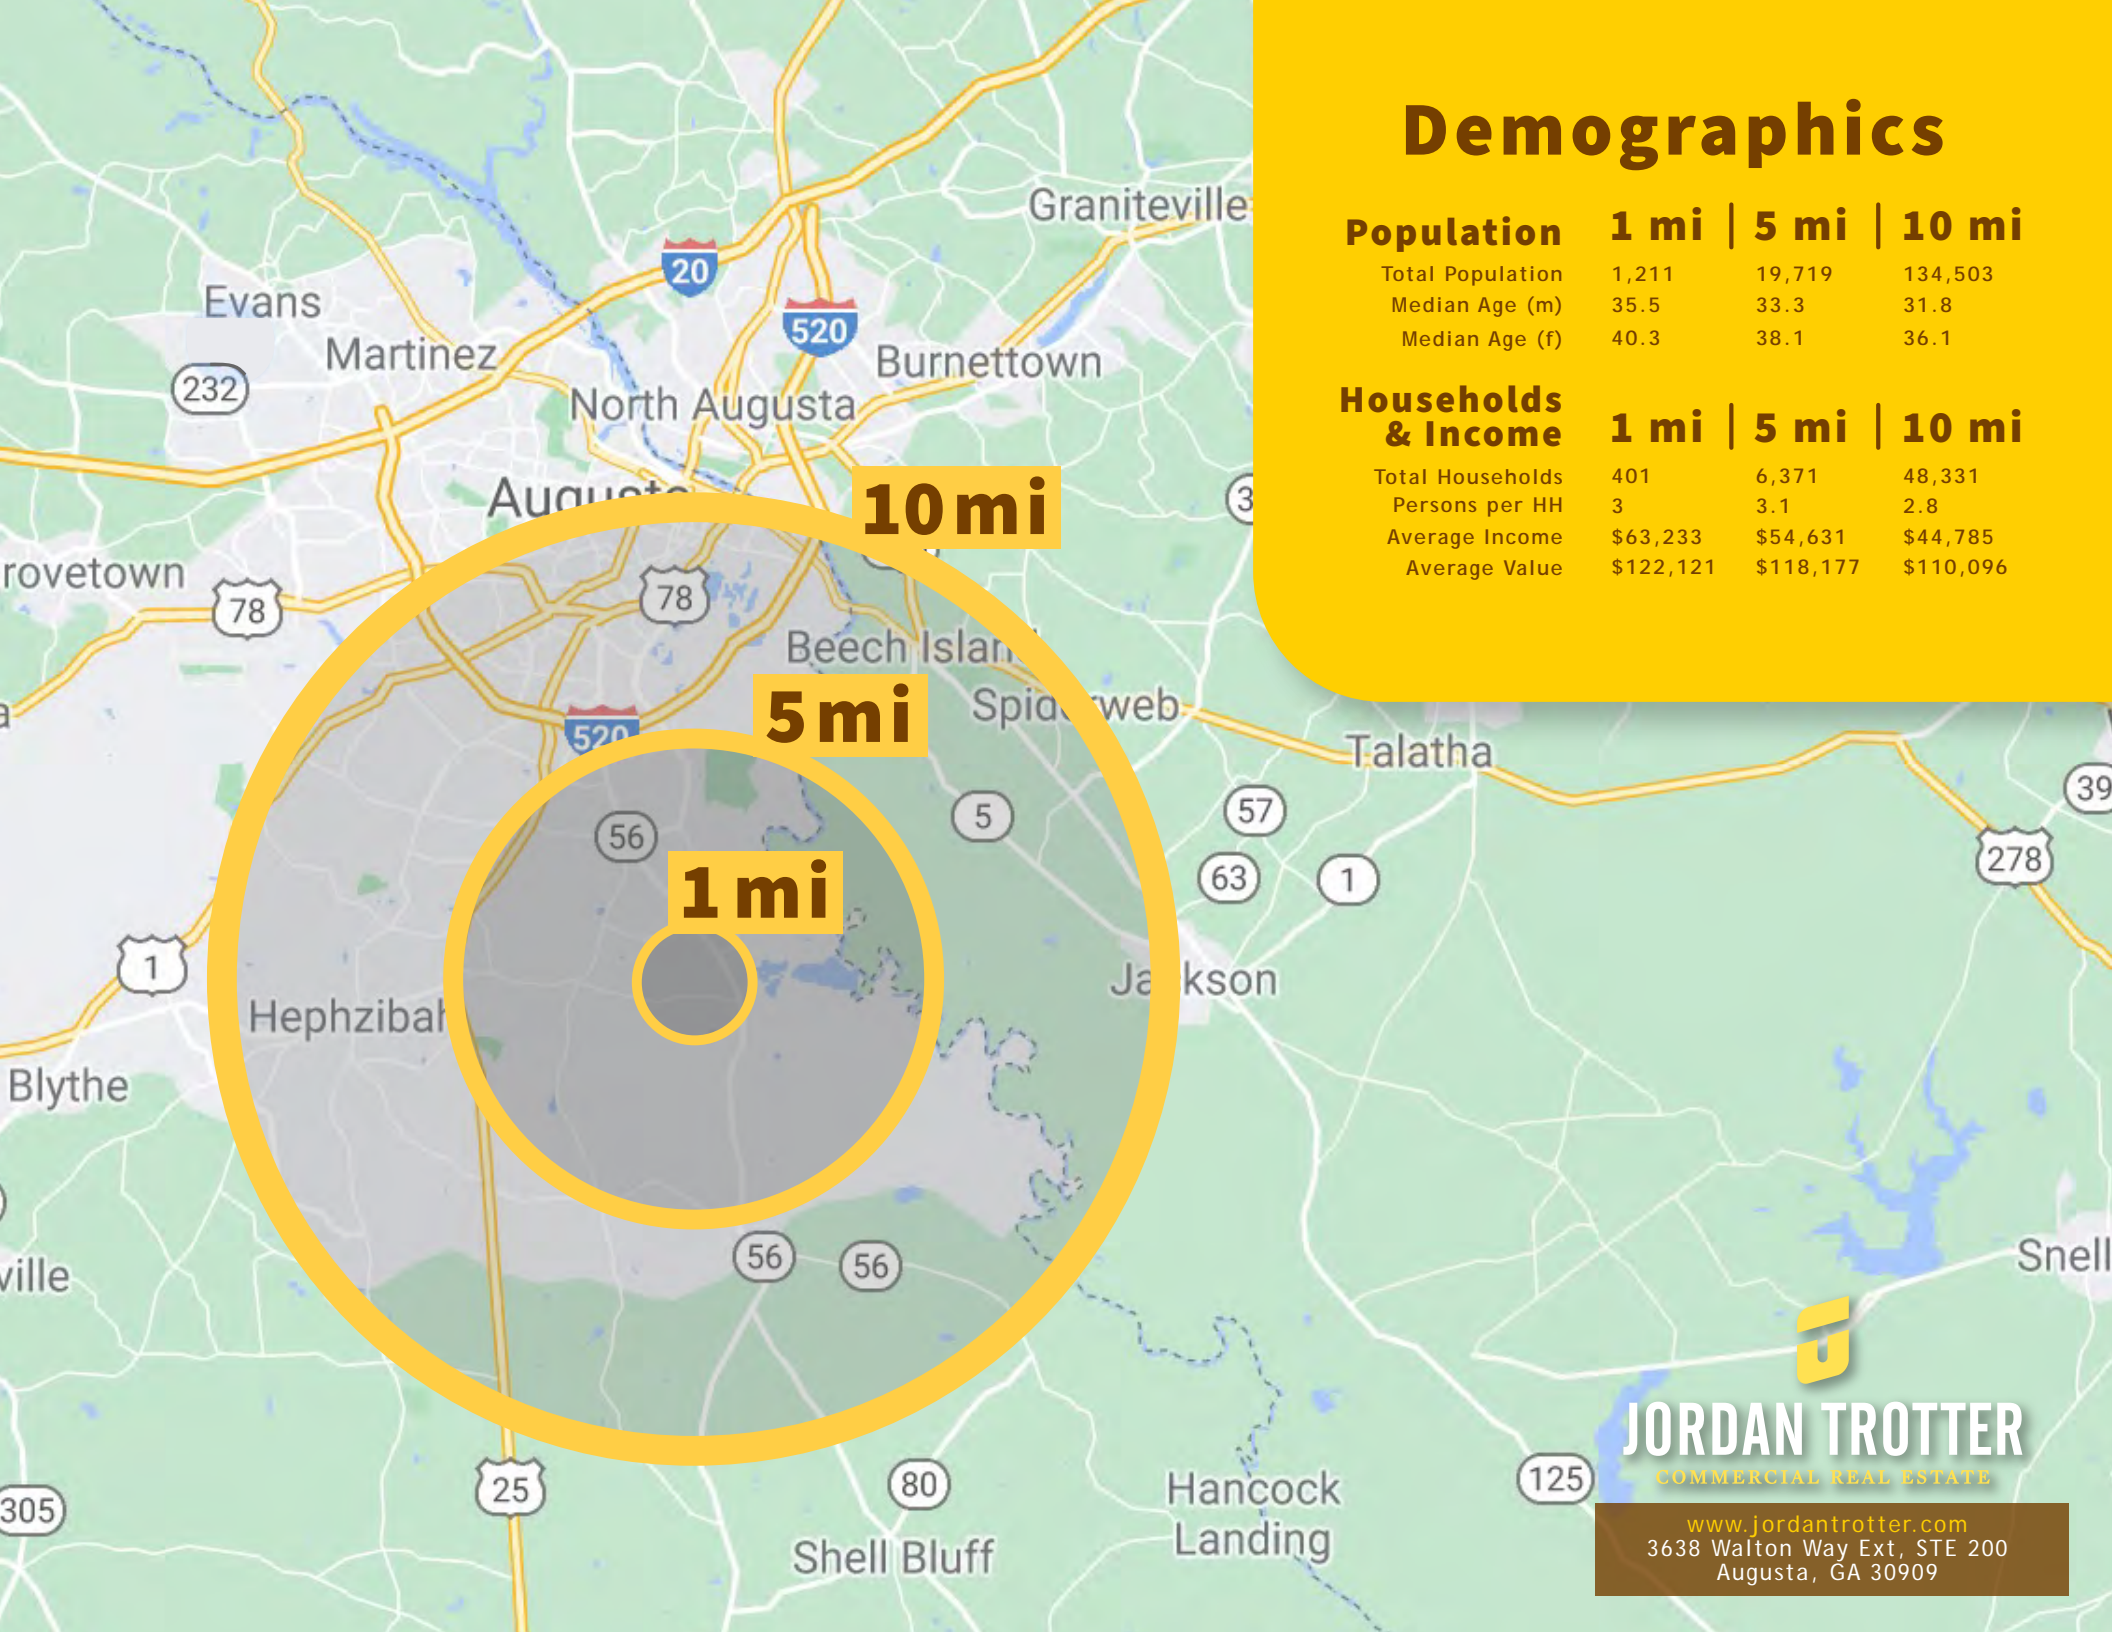 Demographics
Population 1 mi | 5 mi | 10 mi
Total Population 1,211 19,719 134,503
Median Age (m) 35.5 33.3 31.8
Median Age (f) 40.3 38.1 36.1
Households
& Income 1 mi | 5 mi | 10 mi
Total Households 401 6,371 48,331
Persons per HH 3 3.1 2.8
Average Income $63,233 $54,631 $44,785
Average Value $122,121 $118,177 $110,096
Graniteville
20
Evans
520
Martinez
Burnettown
232
North Augusta
10 mi
3
rovetown
78
78
Beech Islan
5 mi
Spid rweb
520
Talatha
a
56
5
57
39
1 mi
63
1
278
1
Ja kson
Hephzibah
Blythe
56
56
ville
Snell
25
80
Hancock
Landing
125
305
Shell Bluff
JORDAN TROTTER
COMMERCIAL REAL ESTATE
www.jordantrotter.com
3638 Walton Way Ext, STE 200
Augusta, GA 30909